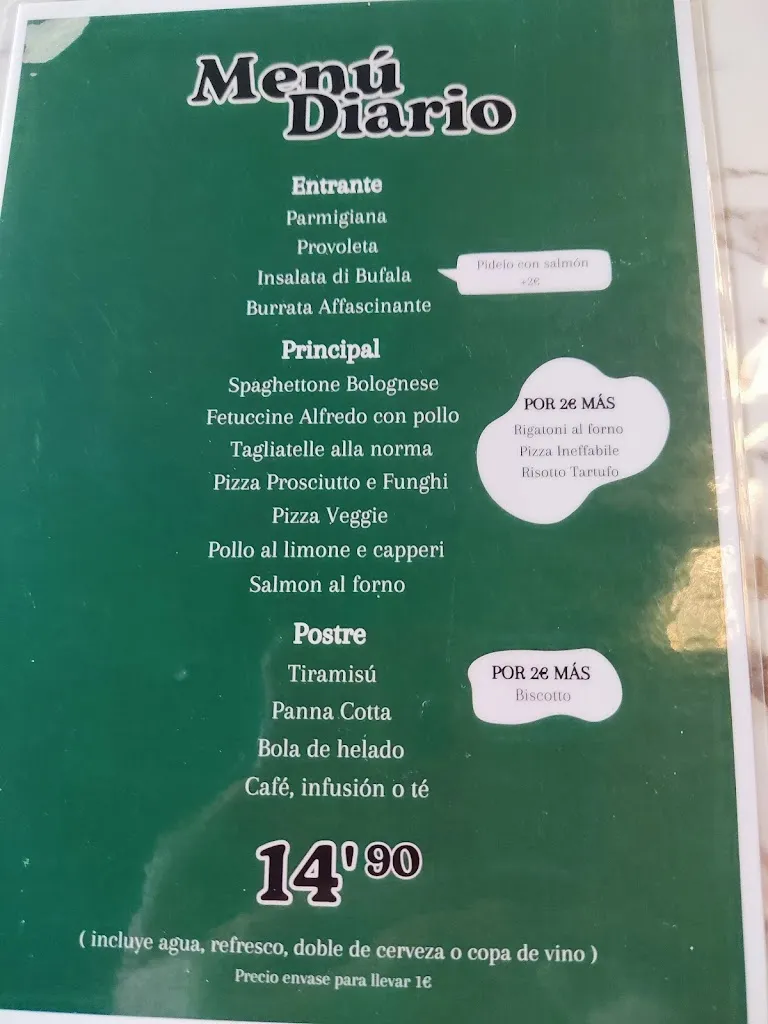 Menú
Diario
Entrante
Parmigiana
Provoleta
Insalata di Bufala
Pídelo con salmón
+2€
Burrata Affascinante
Principal
Spaghettone Bolognese
Fetuccine Alfredo con pollo
Tagliatelle alla norma
Pizza Prosciutto e Funghi
Pizza Veggie
Pollo al limone e capperi
Salmon al forno
POR 2€ MÁS
Rigatoni al forno
Pizza Ineffabile
Risotto Tartufo
Postre
Tiramisú
Panna Cotta
Bola de helado
Café, infusión o té
POR 2€ MÁS
Biscotto
14'90
( incluye agua, refresco, doble de cerveza o copa de vino )
Precio envase para llevar 1€